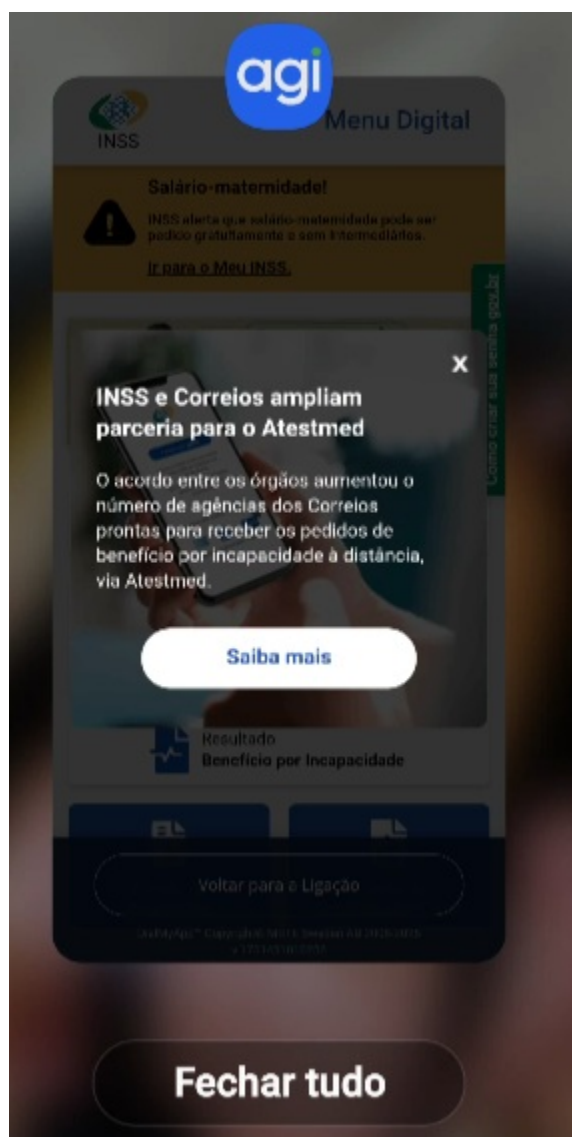 agi
INSS
Menu Digital
Salário-maternidade!
INSS alerta que salário-maternidade pode ser
pedido gratuitamente e sem intermediários.
Ir para o Meu INSS.
Como criar sua senha gov.br
X
INSS e Correios ampliam
parceria para o Atestmed
O acordo entre os órgãos aumentou o
número de agências dos Correios
prontas para receber os pedidos de
benefício por incapacidade à distância,
via Atestmed.
Saiba mais
Resultado
Benefício por Incapacidade
Voltar para a Ligação
Fechar tudo